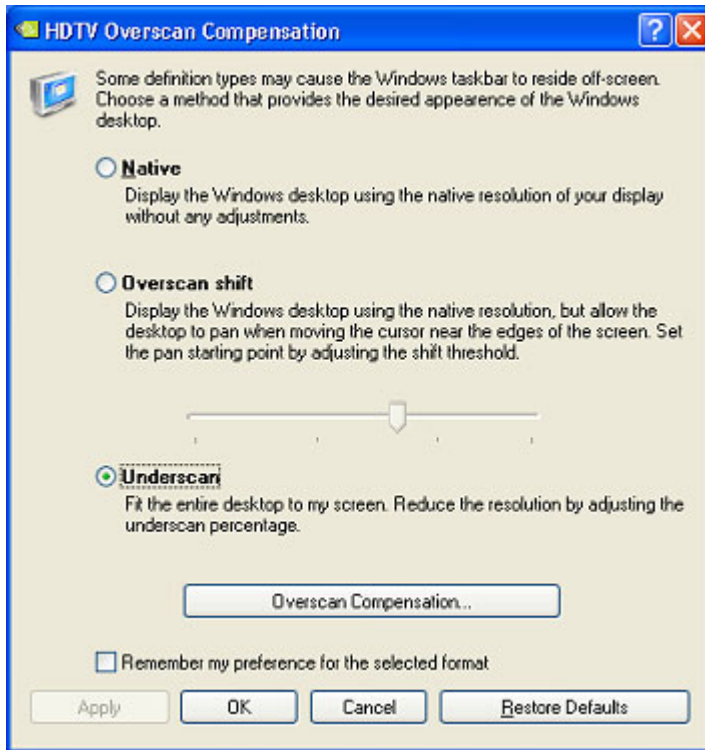 HDTV Overscan Compensation
Some definition types may cause the Windows taskbar to reside off-screen.
Choose a method that provides the desired appearence of the Windows
desktop.
Native
Display the Windows desktop using the native resolution of your display
without any adjustments.
Overscan shift
Display the Windows desktop using the native resolution, but allow the
desktop to pan when moving the cursor near the edges of the screen. Set
the pan starting point by adjusting the shift threshold.
Underscan
Fit the entire desktop to my screen. Reduce the resolution by adjusting the
underscan percentage.
Overscan Compensation...
Remember my preference for the selected format
Apply OK Cancel Restore Defaults